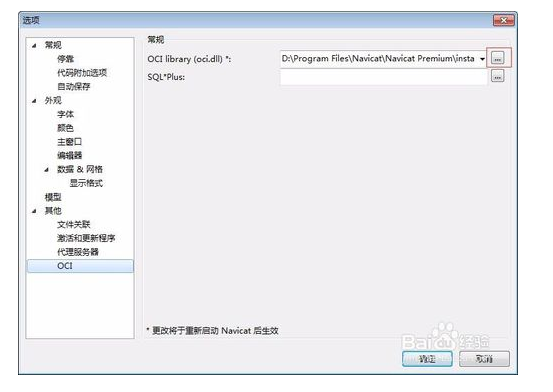 选项
常规
停靠
代码附加选项
自动保存
外观
字体
颜色
主窗口
编辑器
数据 & 网格
显示格式
模型
其他
文件关联
激活和更新程序
代理服务器
OCI
常规
OCI library (oci.dll) *: D:\Program Files\Navicat\Navicat Premium\insta ...
SQL*Plus: ...
* 更改将于重新启动 Navicat 后生效
Baidu 经验
确定 取消